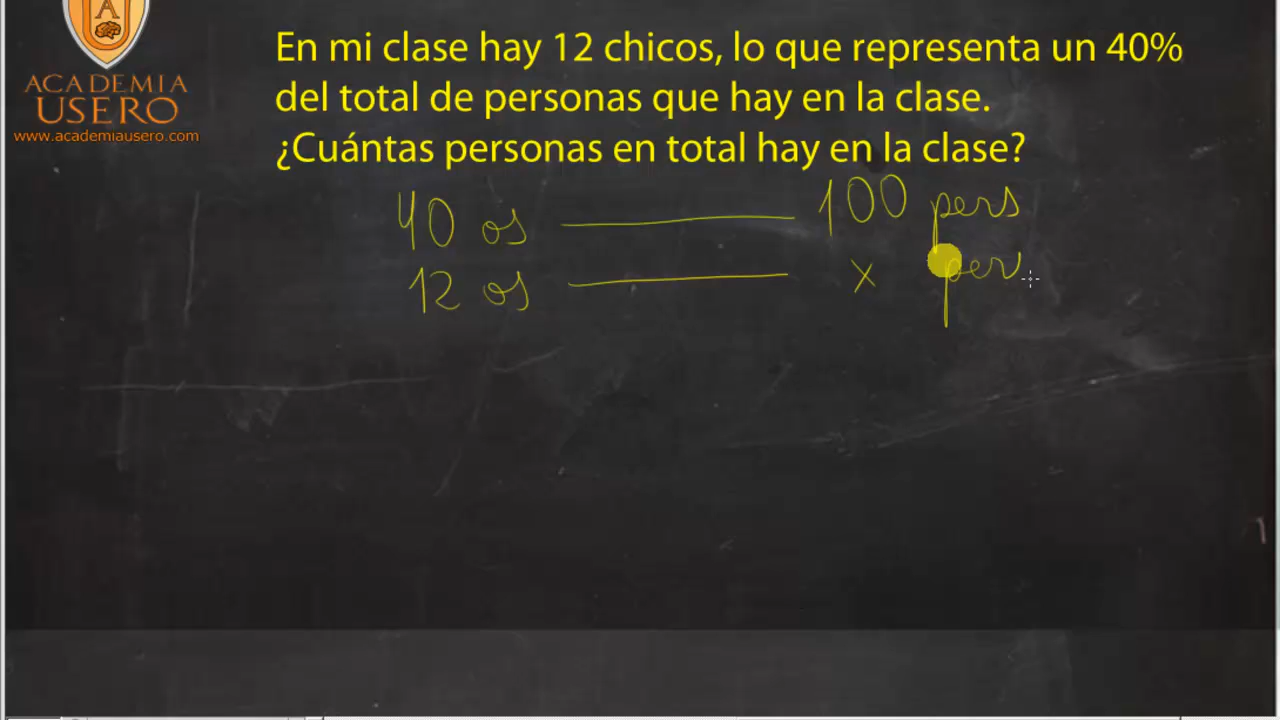 ACADEMIA
USERO
www.academiausero.com
En mi clase hay 12 chicos, lo que representa un 40%
del total de personas que hay en la clase.
¿Cuántas personas en total hay en la clase?
40 os 100 pers
12 os x per